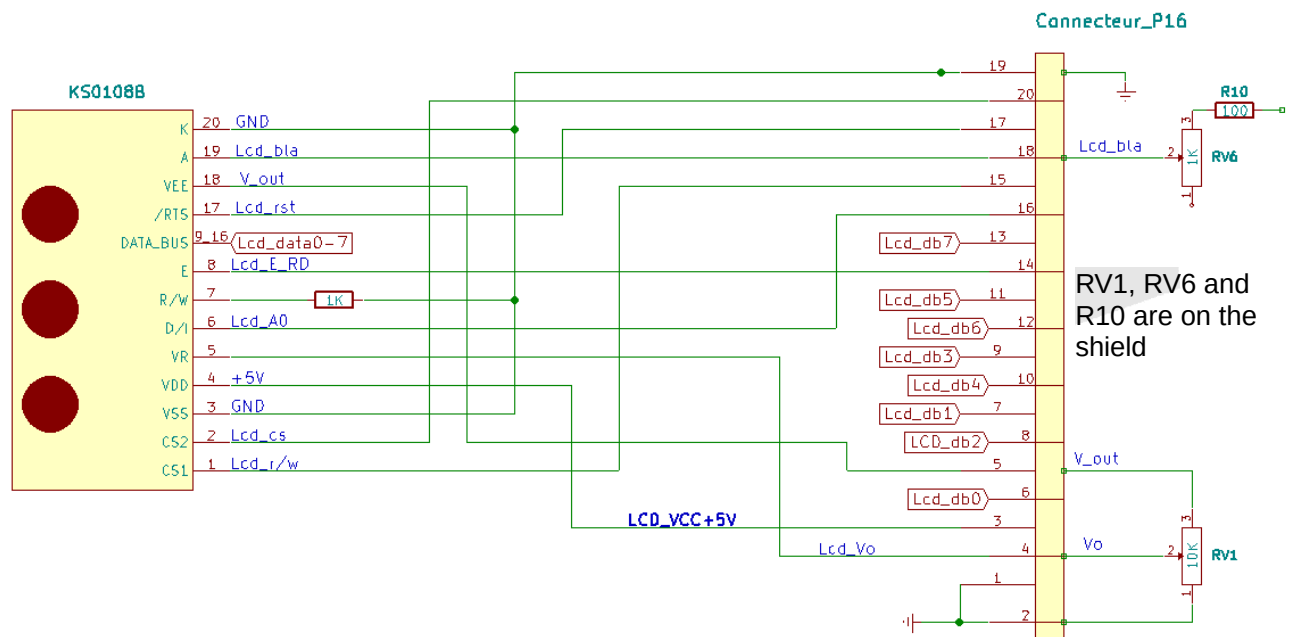 Connecteur_P16
KS0108B
K 20 GND
A 19 Lcd_bla
VEE 18 V_out
/RTS 17 Lcd_rst
DATA_BUS 9_16 Lcd_data0-7
E 8 Lcd_E_RD
R/W 7 1K
D/I 6 Lcd_A0
VR 5
VDD 4 +5V
VSS 3 GND
CS2 2 Lcd_cs
CS1 1 Lcd_r/w
LCD_VCC+5V
Lcd_Vo
19
20
17
18
15
16
Lcd_db7 13
14
Lcd_db5 11
Lcd_db6 12
Lcd_db3 9
Lcd_db4 10
Lcd_db1 7
LCD_db2 8
5
Lcd_db0 6
3
4
1
2
R10
100
3
Lcd_bla 2 1K RV6
1
RV1, RV6 and
R10 are on the
shield
V_out
3
Vo 2 10K RV1
1